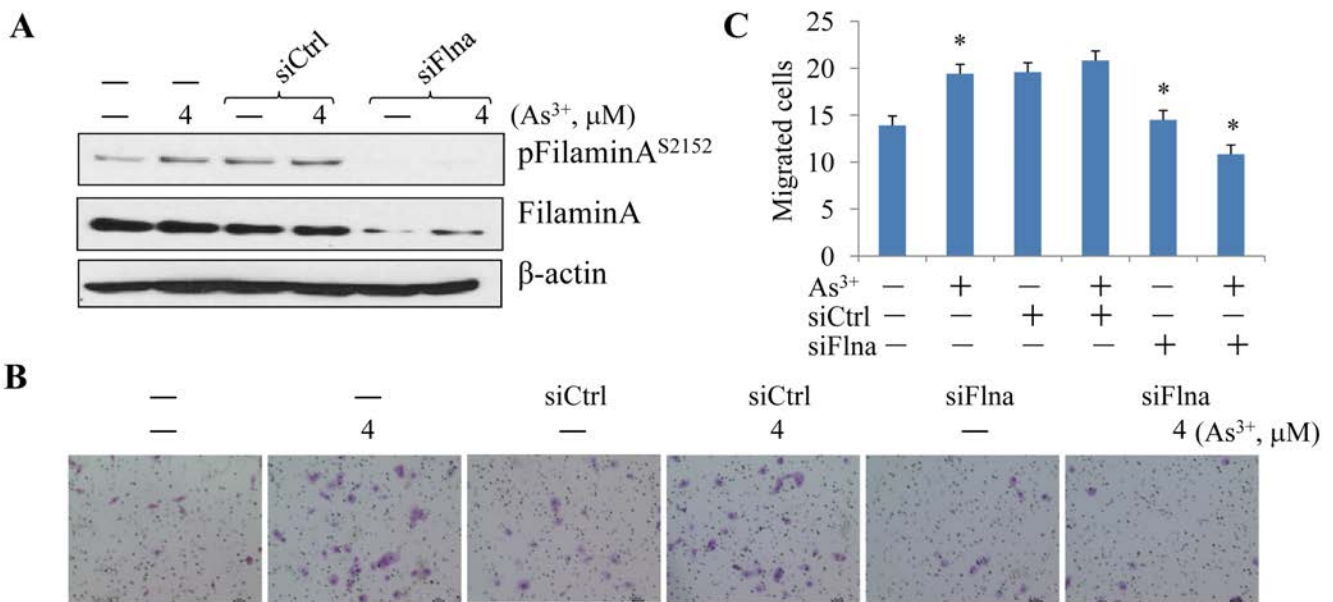 A
siCtrl
siFlna
— —
— 4 — 4 — 4 (As³⁺, μM)
pFilaminA^S2152
FilaminA
β-actin
C
Migrated cells
25
20
15
10
5
0
* * *
As³⁺ — + — + — +
siCtrl — — + + — —
siFlna — — — — + +
B
— — siCtrl siCtrl siFlna siFlna
— 4 — 4 — 4 (As³⁺, μM)